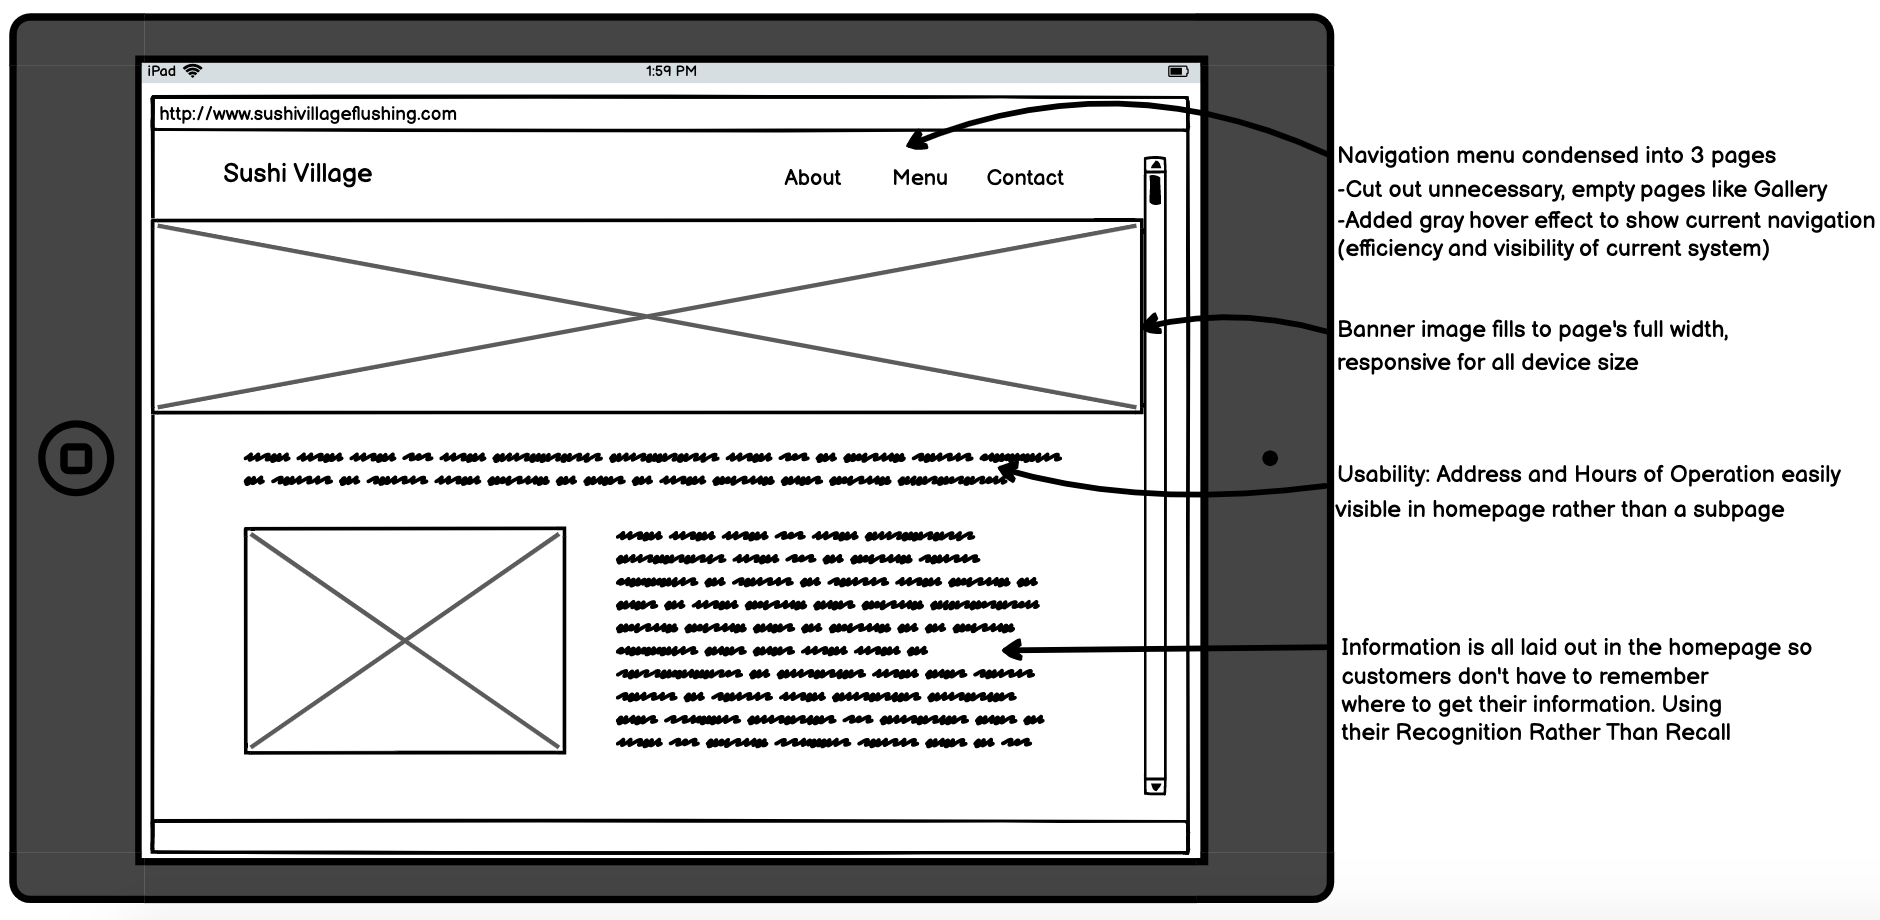 iPad
1:59 PM
http://www.sushivillageflushing.com
Sushi Village
About
Menu
Contact
Navigation menu condensed into 3 pages
-Cut out unnecessary, empty pages like Gallery
-Added gray hover effect to show current navigation
(efficiency and visibility of current system)
Banner image fills to page's full width,
responsive for all device size
Usability: Address and Hours of Operation easily
visible in homepage rather than a subpage
Information is all laid out in the homepage so
customers don't have to remember
where to get their information. Using
their Recognition Rather Than Recall